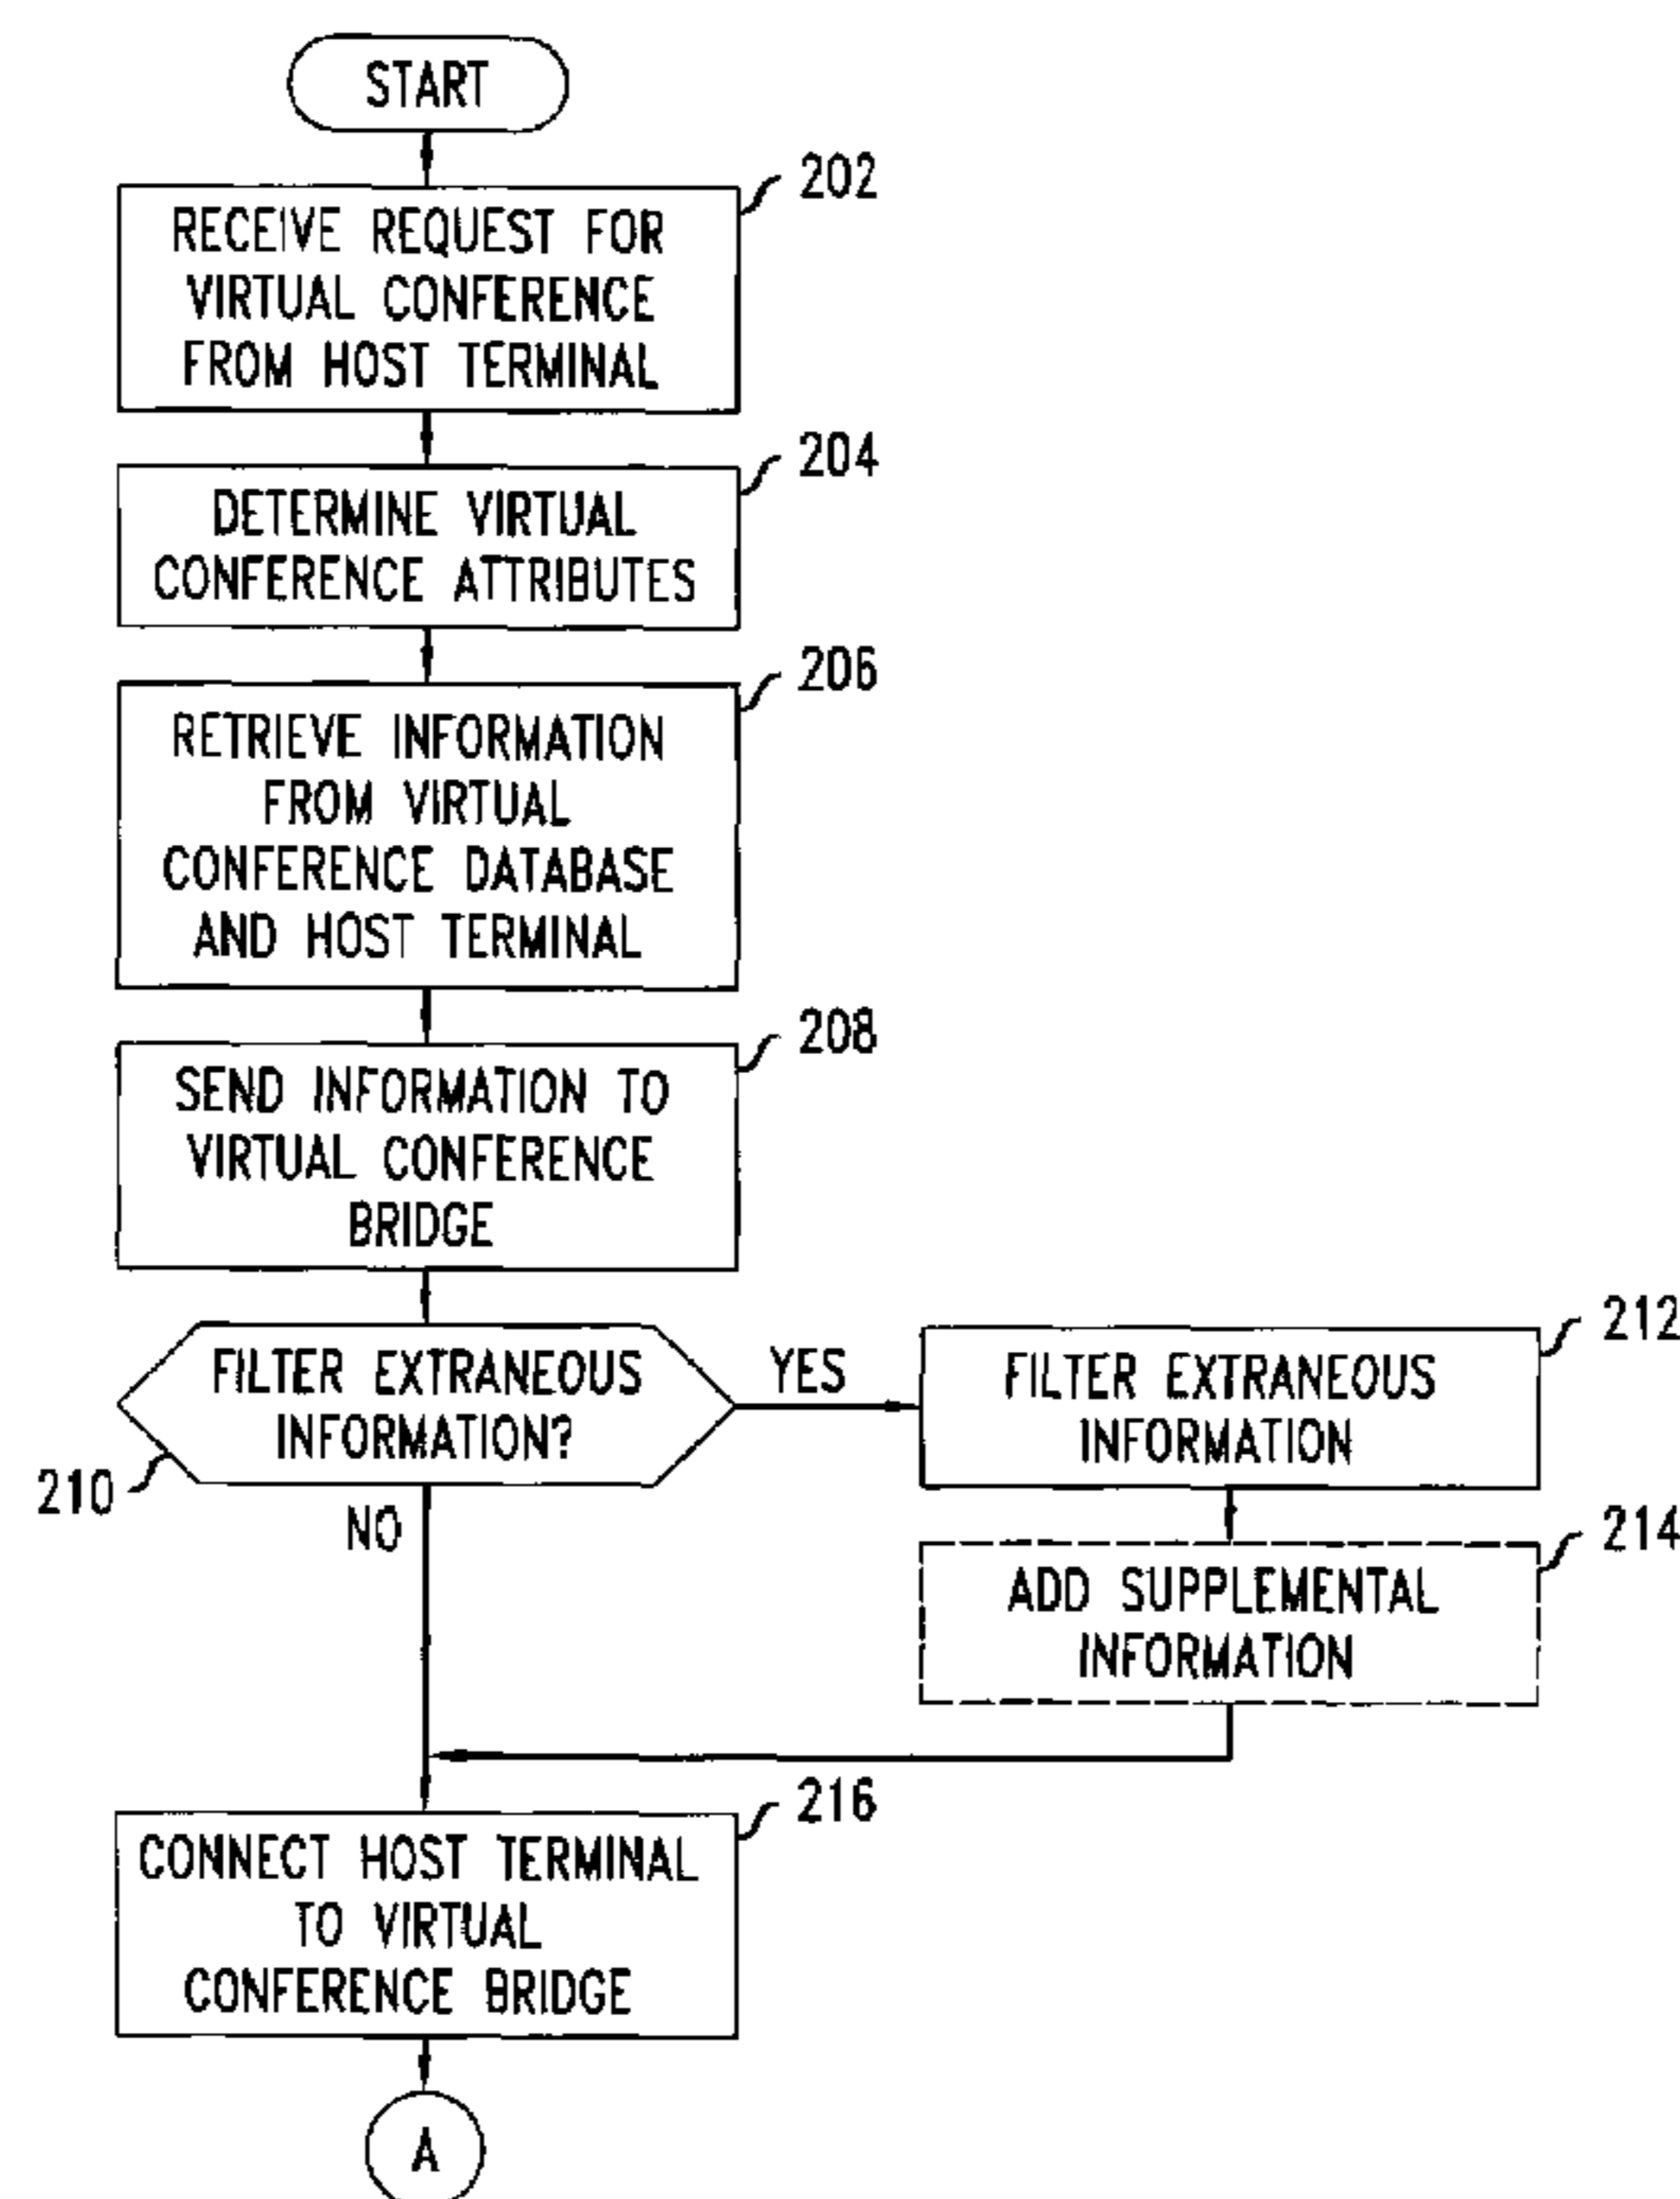 START
202
RECEIVE REQUEST FOR
VIRTUAL CONFERENCE
FROM HOST TERMINAL
204
DETERMINE VIRTUAL
CONFERENCE ATTRIBUTES
206
RETRIEVE INFORMATION
FROM VIRTUAL
CONFERENCE DATABASE
AND HOST TERMINAL
208
SEND INFORMATION TO
VIRTUAL CONFERENCE
BRIDGE
210
FILTER EXTRANEOUS
INFORMATION?
YES
NO
212
FILTER EXTRANEOUS
INFORMATION
214
ADD SUPPLEMENTAL
INFORMATION
216
CONNECT HOST TERMINAL
TO VIRTUAL
CONFERENCE BRIDGE
A